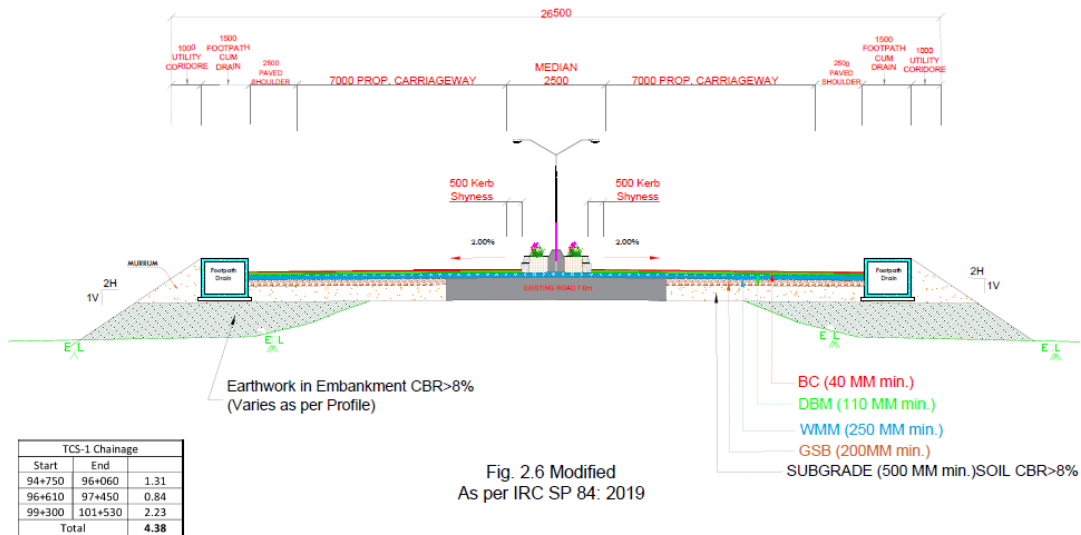 26500
1000
UTILITY
CORIDORE
1500
FOOTPATH
CUM
DRAIN
2500
PAVED
SHOULDER
7000 PROP. CARRIAGEWAY
MEDIAN
2500
7000 PROP. CARRIAGEWAY
2500
PAVED
SHOULDER
1500
FOOTPATH
CUM
DRAIN
1000
UTILITY
CORIDORE
500 Kerb
Shyness
500 Kerb
Shyness
2.00%
2.00%
MURRUM
Footpath
Drain
Footpath
Drain
2H
1V
2H
1V
EXISTING ROAD 7.0m
E L
E L
E L
E L
Earthwork in Embankment CBR>8%
(Varies as per Profile)
BC (40 MM min.)
DBM (110 MM min.)
WMM (250 MM min.)
GSB (200MM min.)
SUBGRADE (500 MM min.)SOIL CBR>8%
TCS-1 Chainage
Start End
94+750 96+060 1.31
96+610 97+450 0.84
99+300 101+530 2.23
Total 4.38
Fig. 2.6 Modified
As per IRC SP 84: 2019